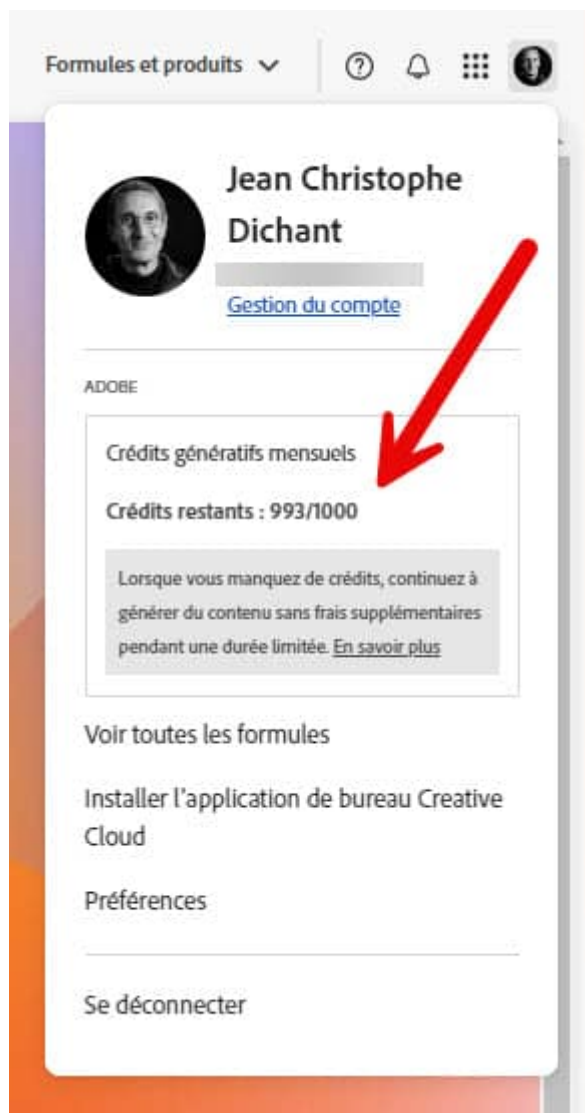 Formules et produits
Jean Christophe
Dichant
Gestion du compte
ADOBE
Crédits génératifs mensuels
Crédits restants : 993/1000
Lorsque vous manquez de crédits, continuez à
générer du contenu sans frais supplémentaires
pendant une durée limitée. En savoir plus
Voir toutes les formules
Installer l'application de bureau Creative
Cloud
Préférences
Se déconnecter